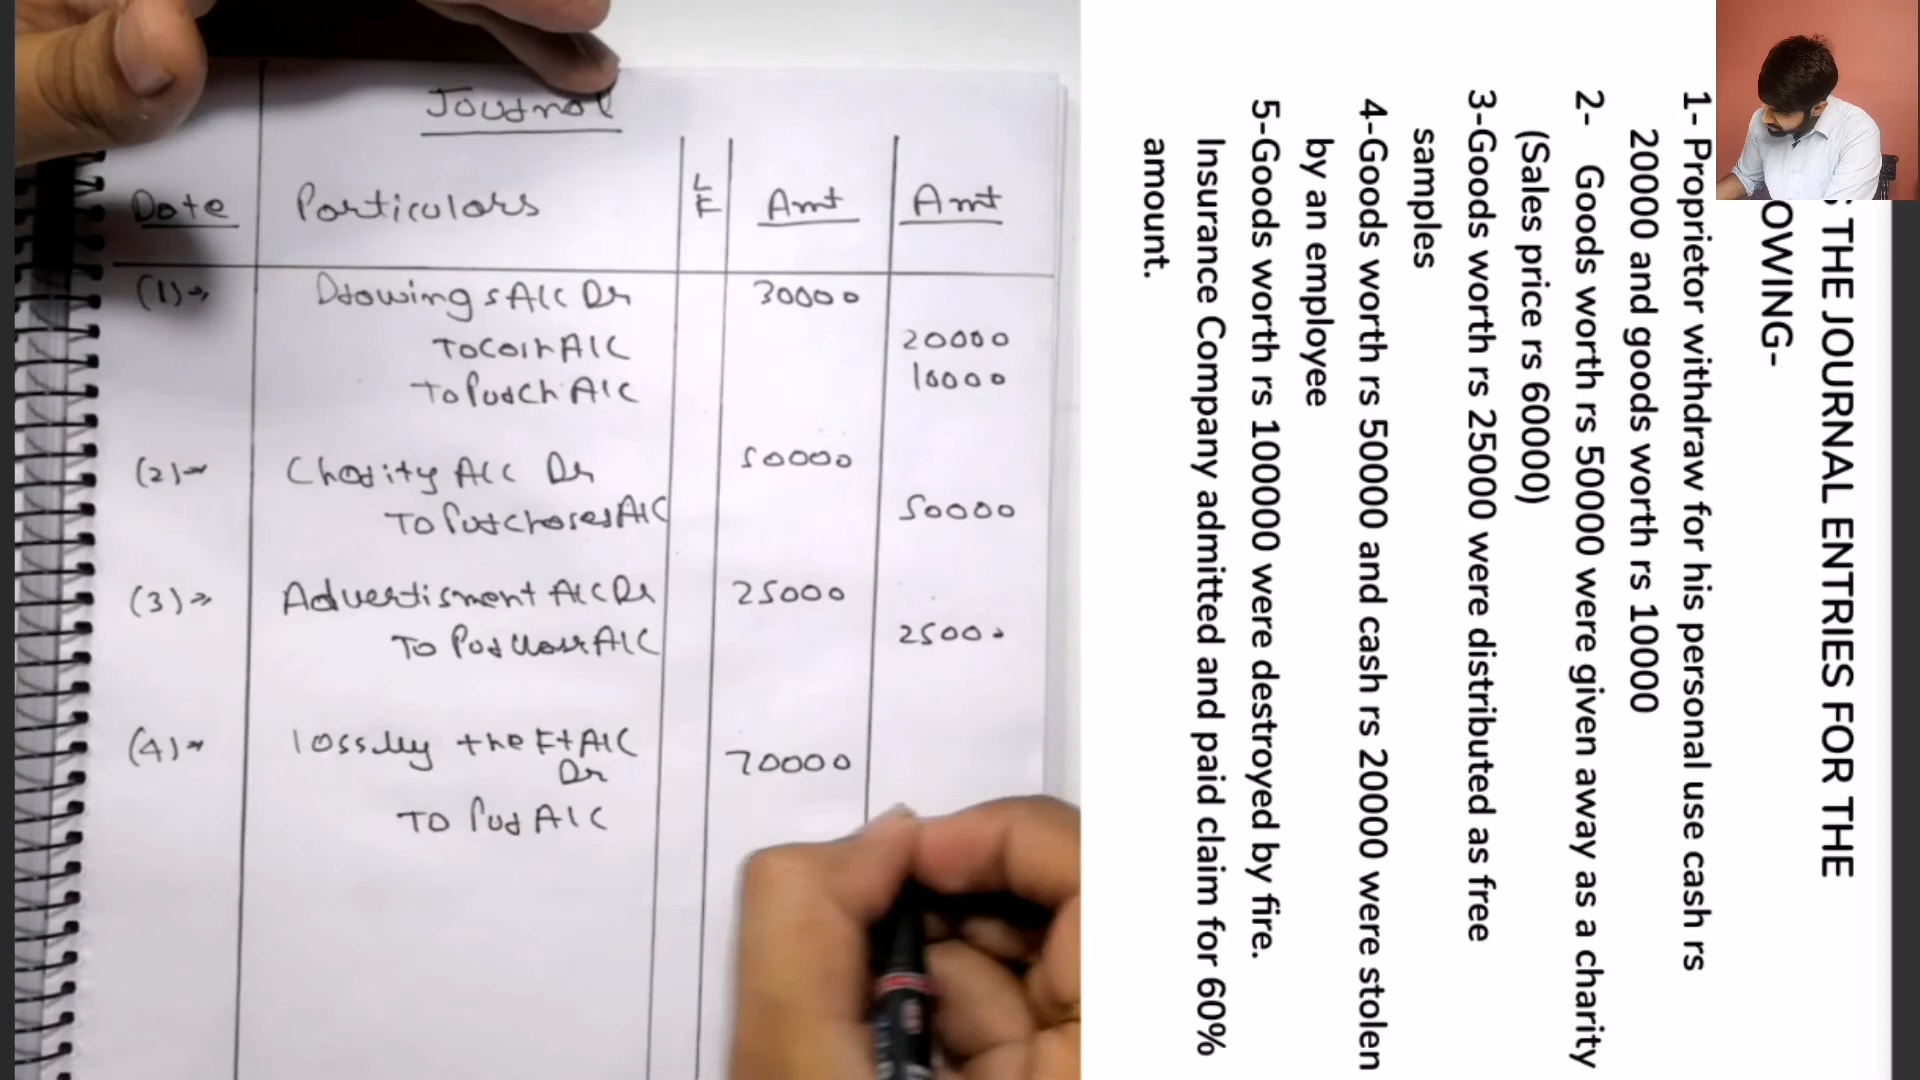 Journal
Date Particulars LF Amt Amt
(1) Drawings A/C Dr 30000
To Cash A/C 20000
To Purch A/C 10000
(2) Charity A/C Dr 50000
To Purchases A/C 50000
(3) Advertisment A/C Dr 25000
To Purchase A/C 25000
(4) loss by theft A/C
Dr 70000
To Pur A/C
THE JOURNAL ENTRIES FOR THE
OWING-
1- Proprietor withdraw for his personal use cash rs
20000 and goods worth rs 10000
2- Goods worth rs 50000 were given away as a charity
(Sales price rs 60000)
3-Goods worth rs 25000 were distributed as free
samples
4-Goods worth rs 50000 and cash rs 20000 were stolen
by an employee
5-Goods worth rs 100000 were destroyed by fire.
Insurance Company admitted and paid claim for 60%
amount.